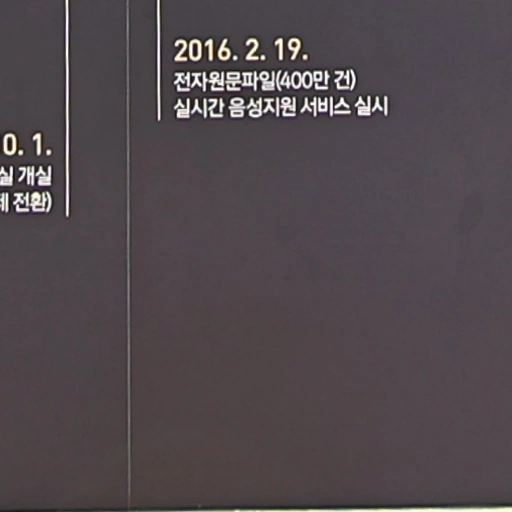 2016. 2. 19.
전자원문파일(400만 건)
실시간 음성지원 서비스 실시
0. 1.
실 개실
제 전환)